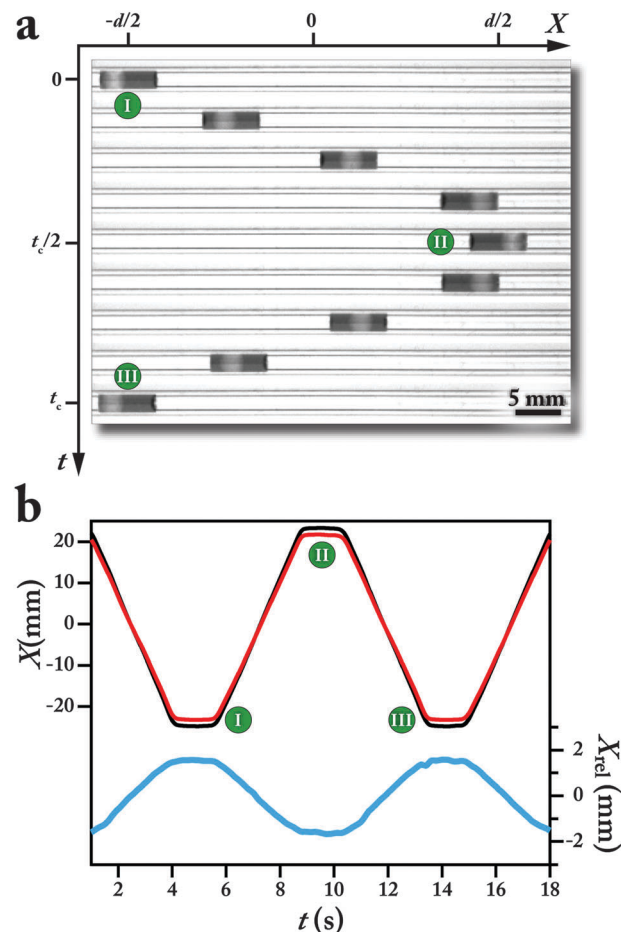 a
-d/2 0 d/2 X
0
I
t_c/2
II
III
t_c
5 mm
t
b
20
II
10
X(mm)
0
-10
-20
I
III
2
0
-2
X_rel (mm)
2 4 6 8 10 12 14 16 18
t (s)